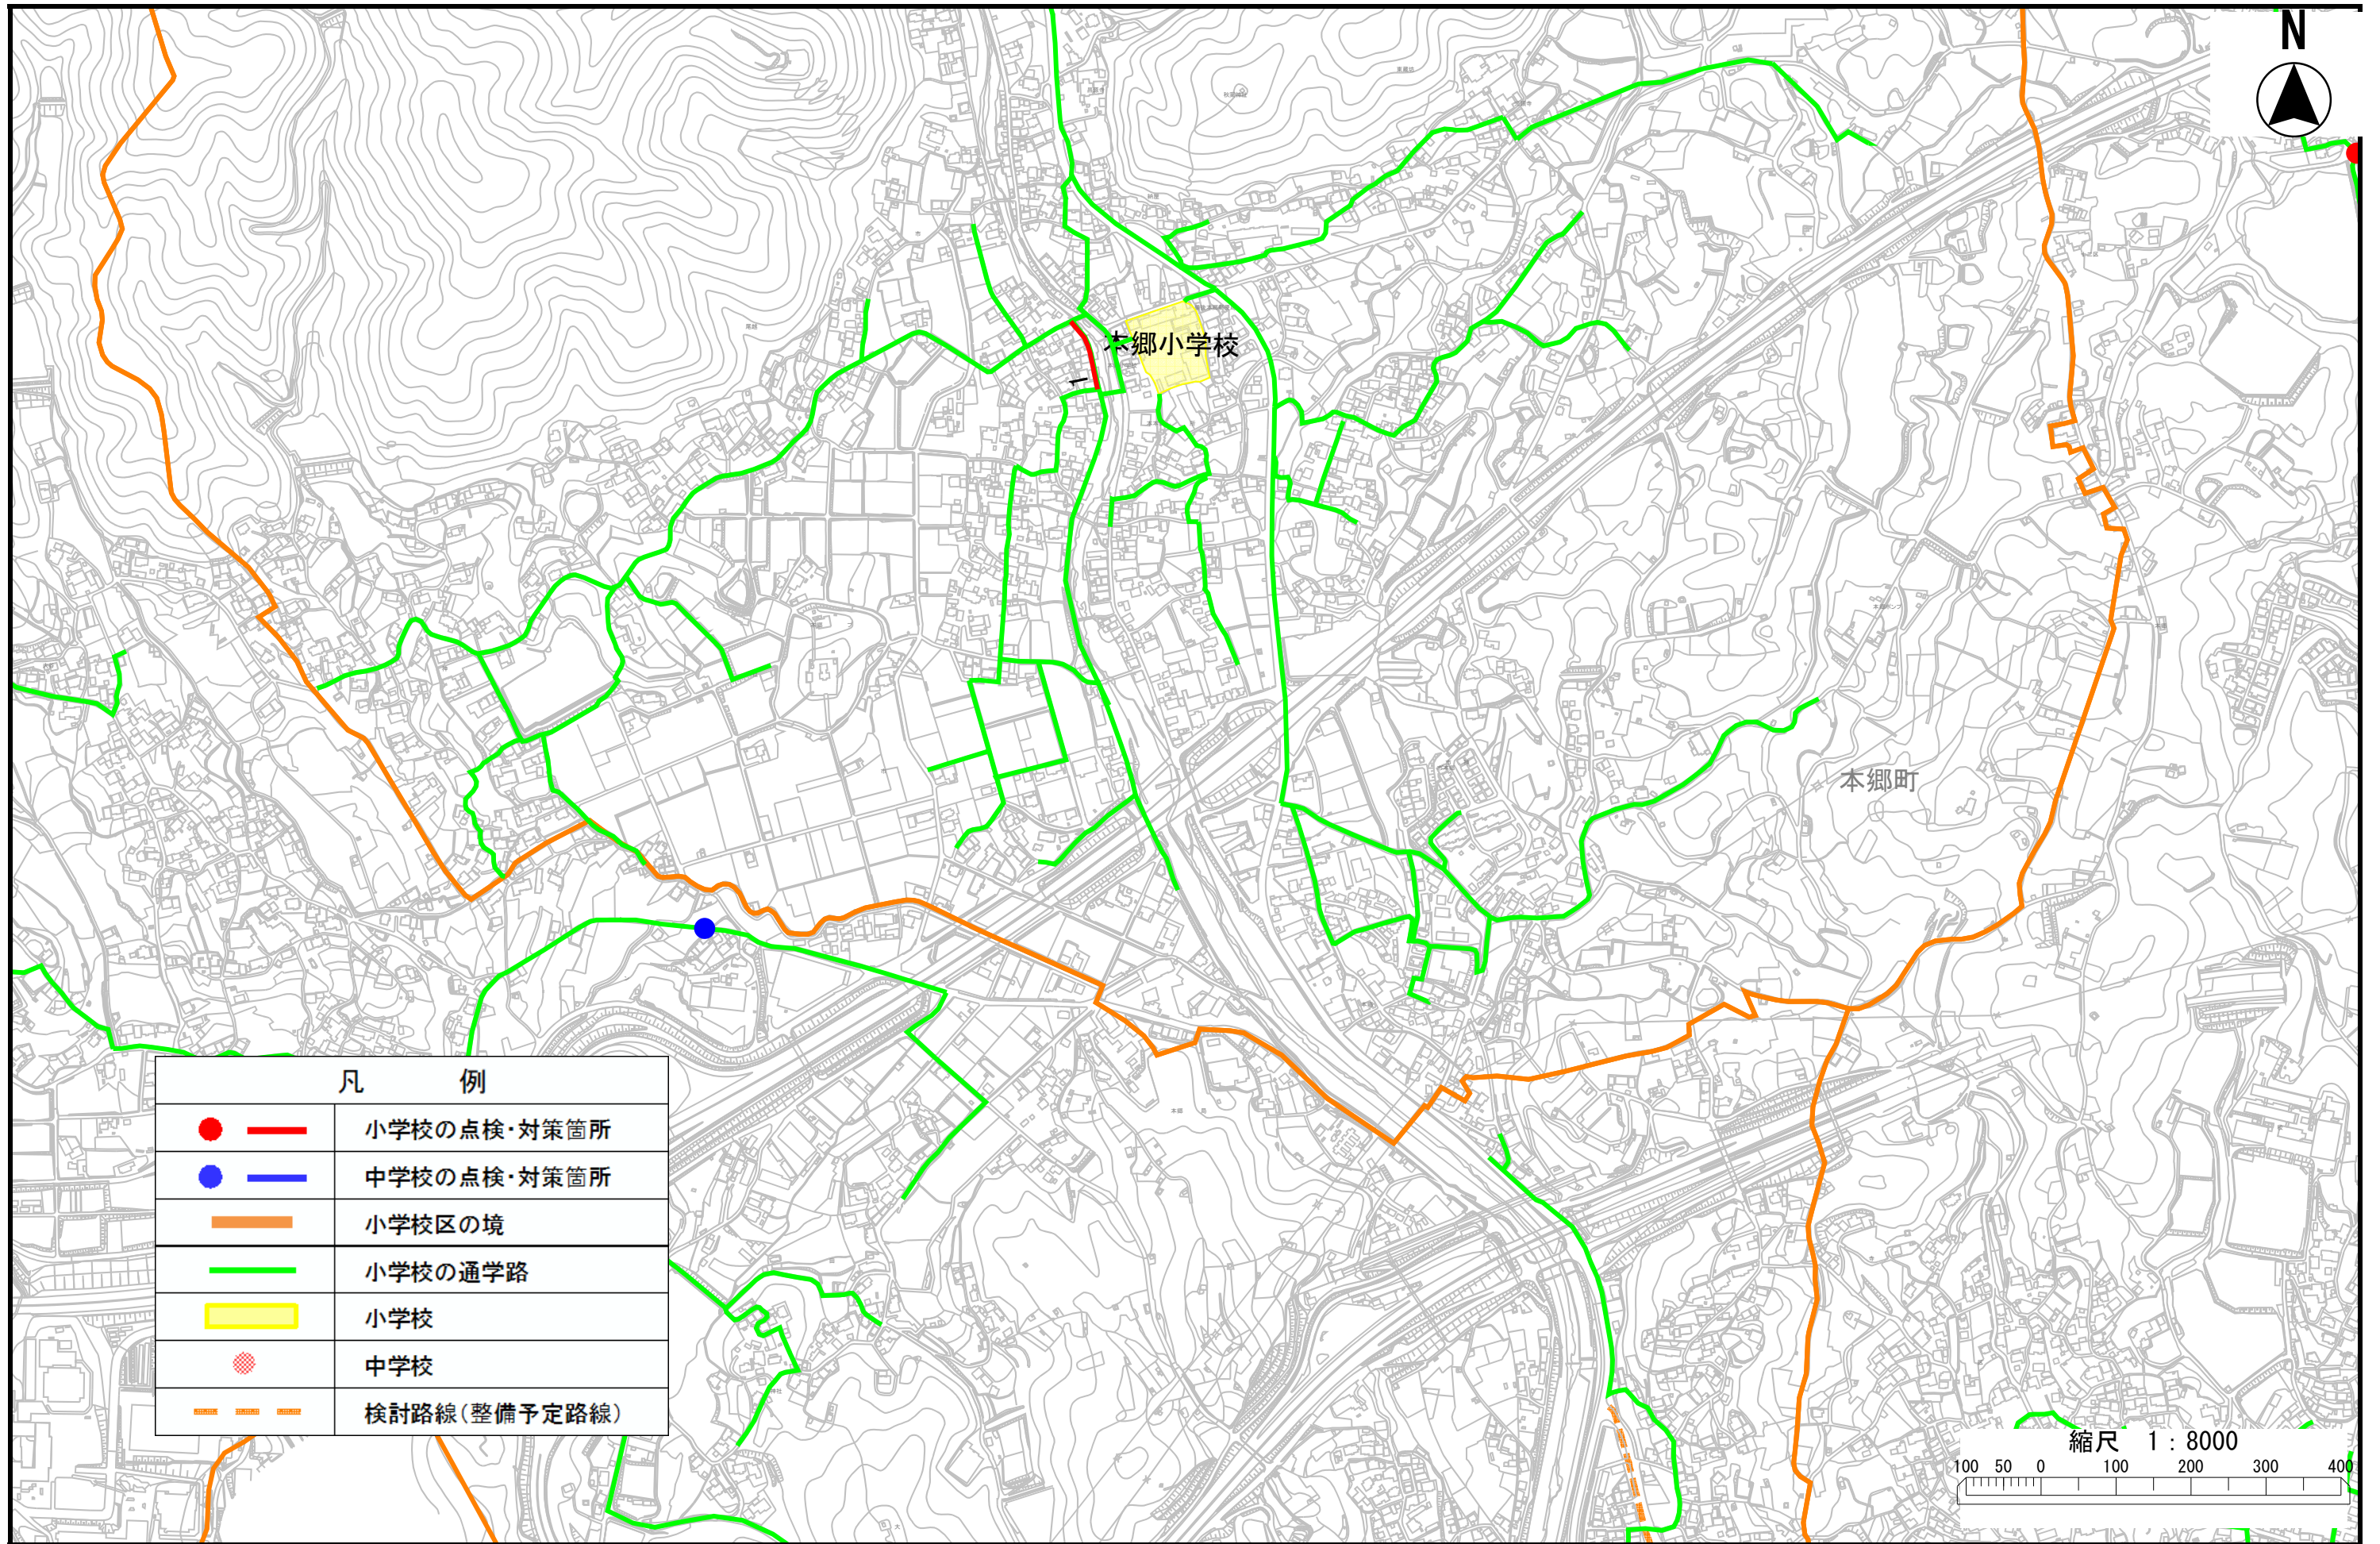 N
本郷小学校
1
本郷町
凡 例
小学校の点検・対策箇所
中学校の点検・対策箇所
小学校区の境
小学校の通学路
小学校
中学校
検討路線(整備予定路線)
縮尺 1:8000
100 50 0 100 200 300 400